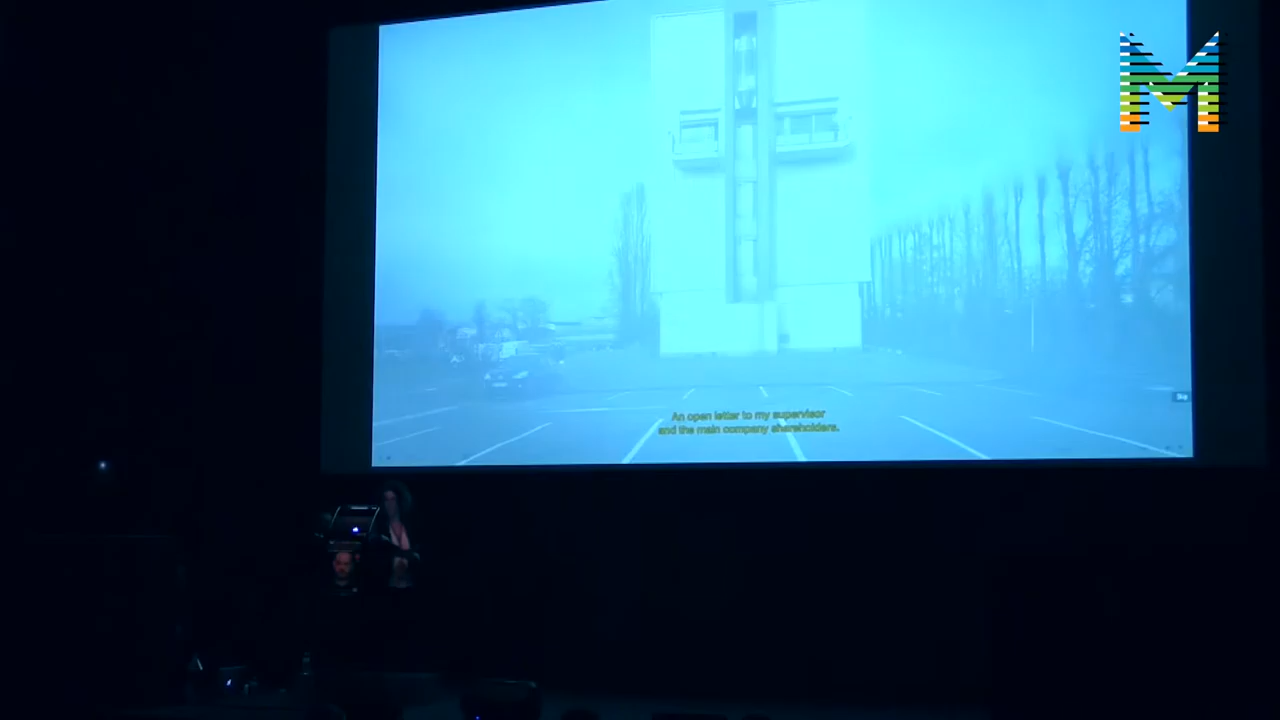 M
An open letter to my supervisor
and the main company shareholders.